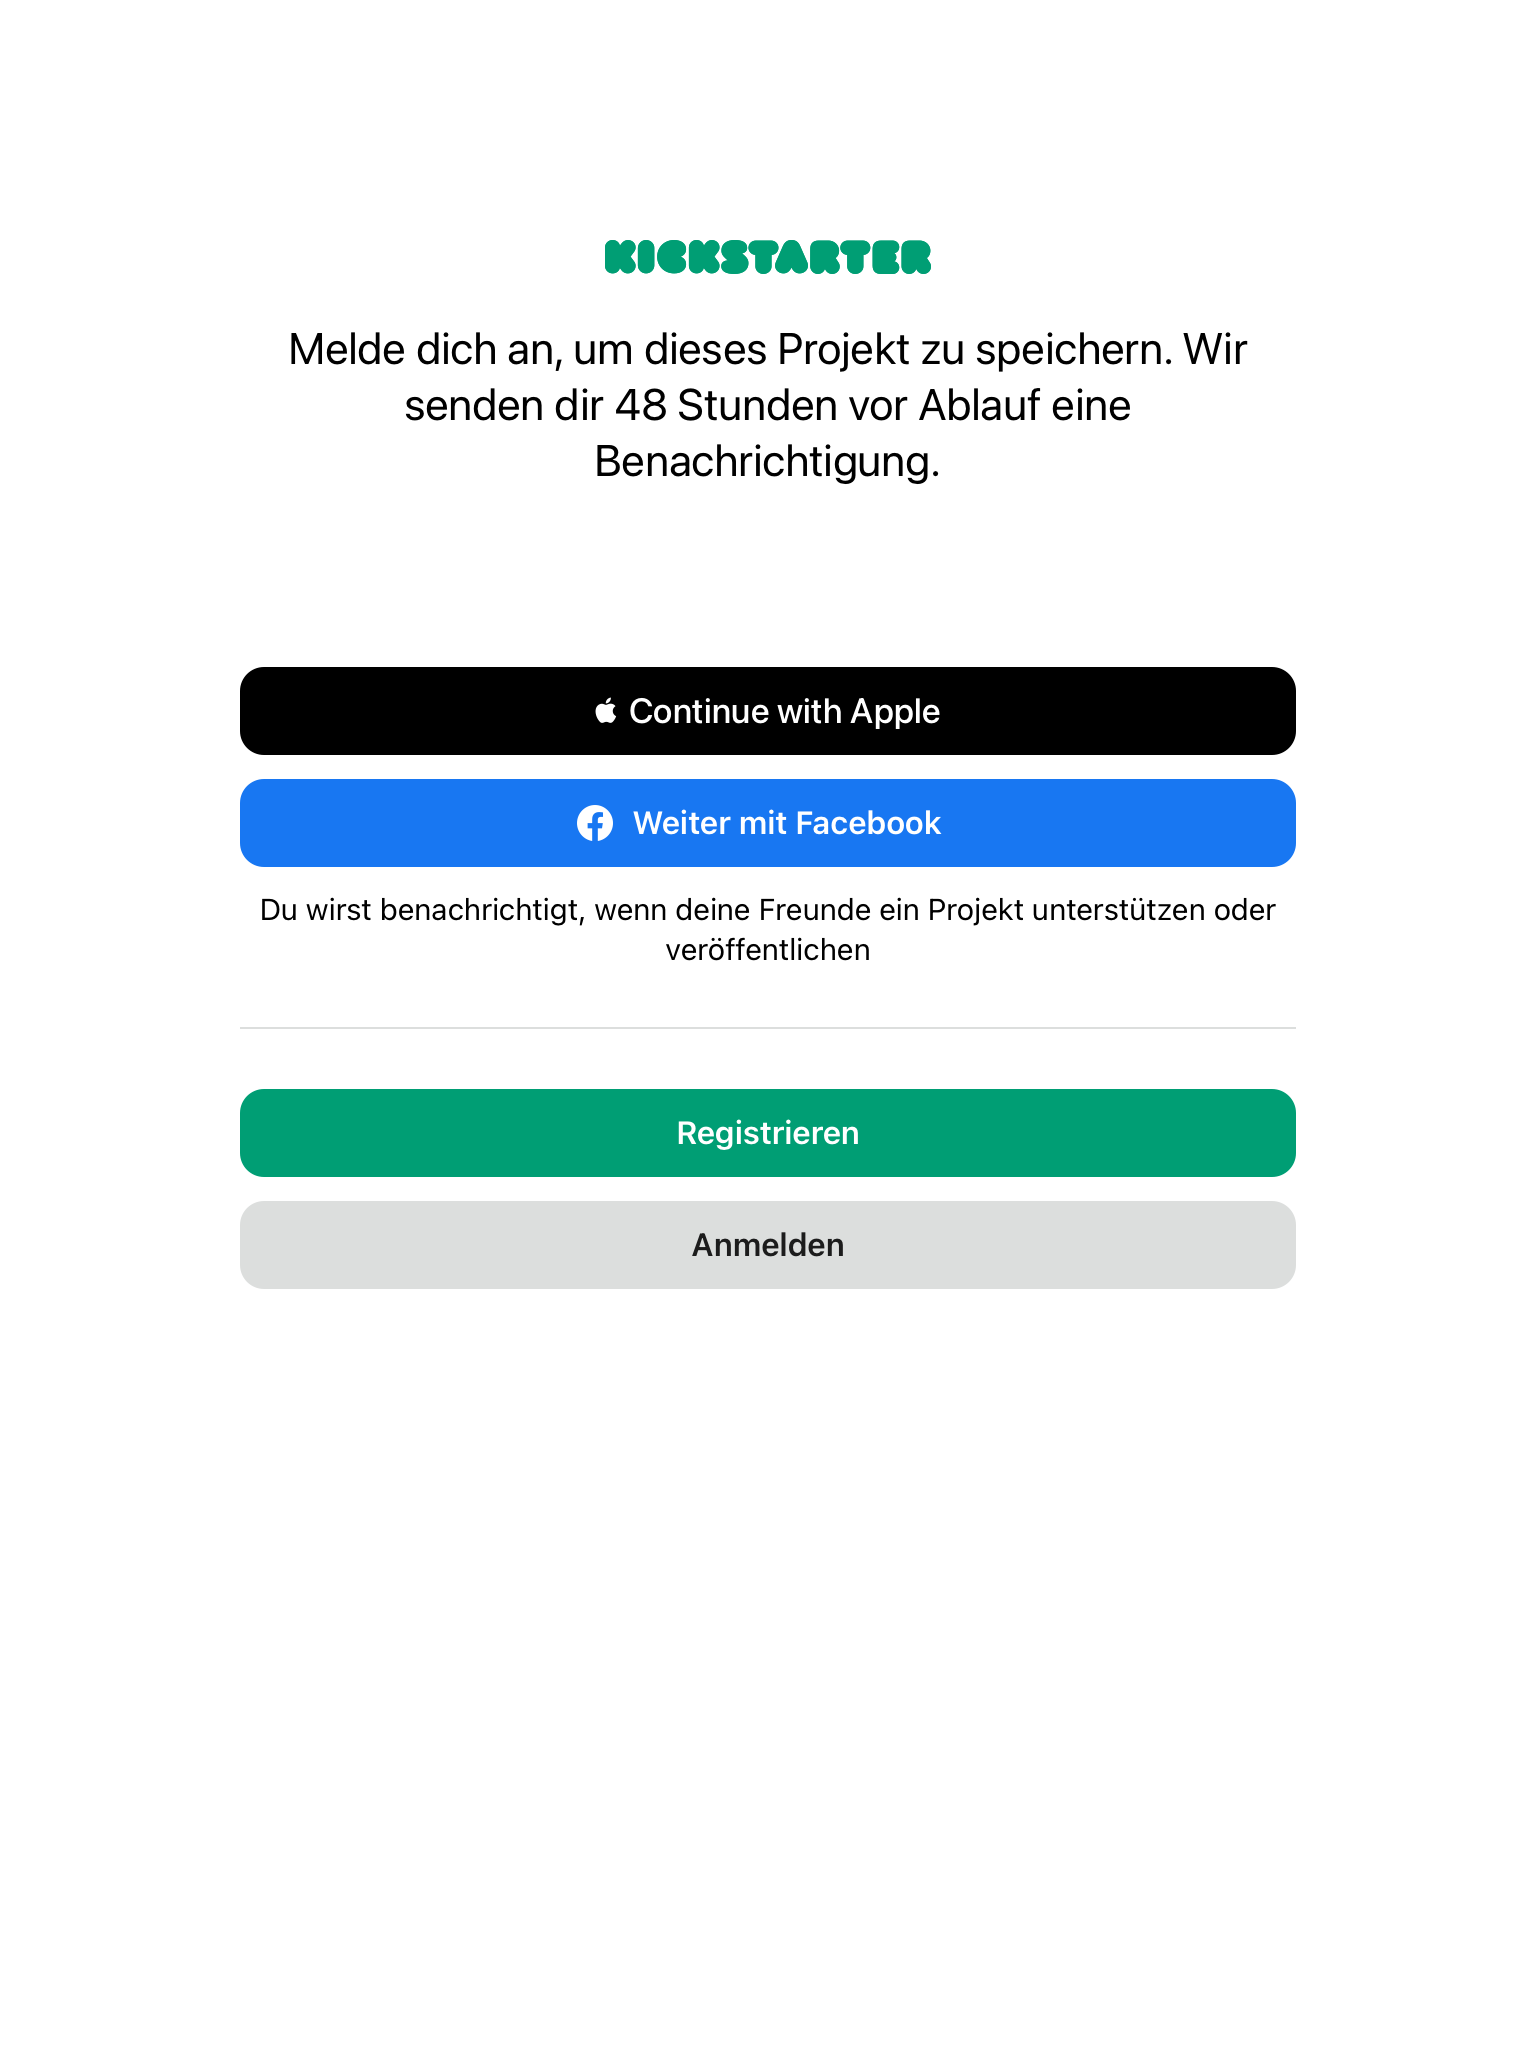 KICKSTARTER
Melde dich an, um dieses Projekt zu speichern. Wir
senden dir 48 Stunden vor Ablauf eine
Benachrichtigung.
Continue with Apple
Weiter mit Facebook
Du wirst benachrichtigt, wenn deine Freunde ein Projekt unterstützen oder
veröffentlichen
Registrieren
Anmelden